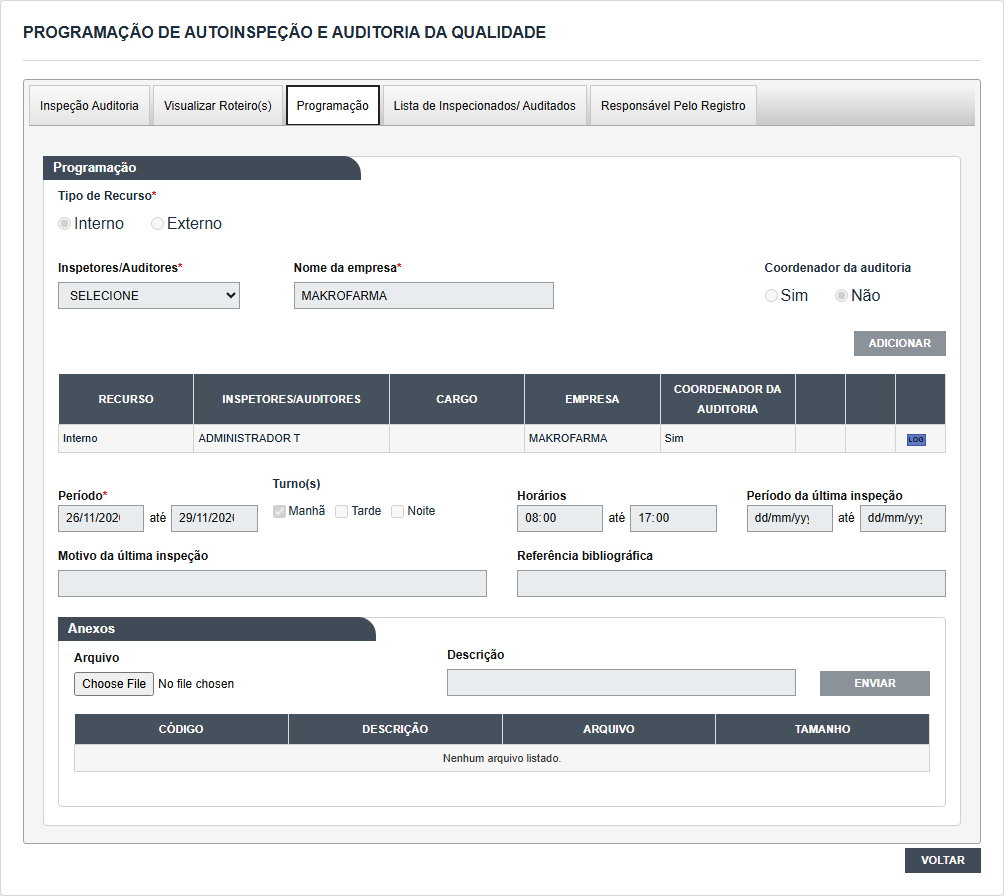 PROGRAMAÇÃO DE AUTOINSPEÇÃO E AUDITORIA DA QUALIDADE
Inspeção Auditoria Visualizar Roteiro(s) Programação Lista de Inspecionados/ Auditados Responsável Pelo Registro
Programação
Tipo de Recurso*
Interno Externo
Inspetores/Auditores* Nome da empresa* Coordenador da auditoria
SELECIONE MAKROFARMA Sim Não
ADICIONAR
RECURSO INSPETORES/AUDITORES CARGO EMPRESA COORDENADOR DA AUDITORIA
Interno ADMINISTRADOR T MAKROFARMA Sim LOG
Período* Turno(s) Horários Período da última inspeção
26/11/202 até 29/11/202 Manhã Tarde Noite 08:00 até 17:00 dd/mm/yy até dd/mm/yy
Motivo da última inspeção Referência bibliográfica
Anexos
Arquivo Descrição
Choose File No file chosen ENVIAR
CÓDIGO DESCRIÇÃO ARQUIVO TAMANHO
Nenhum arquivo listado.
VOLTAR